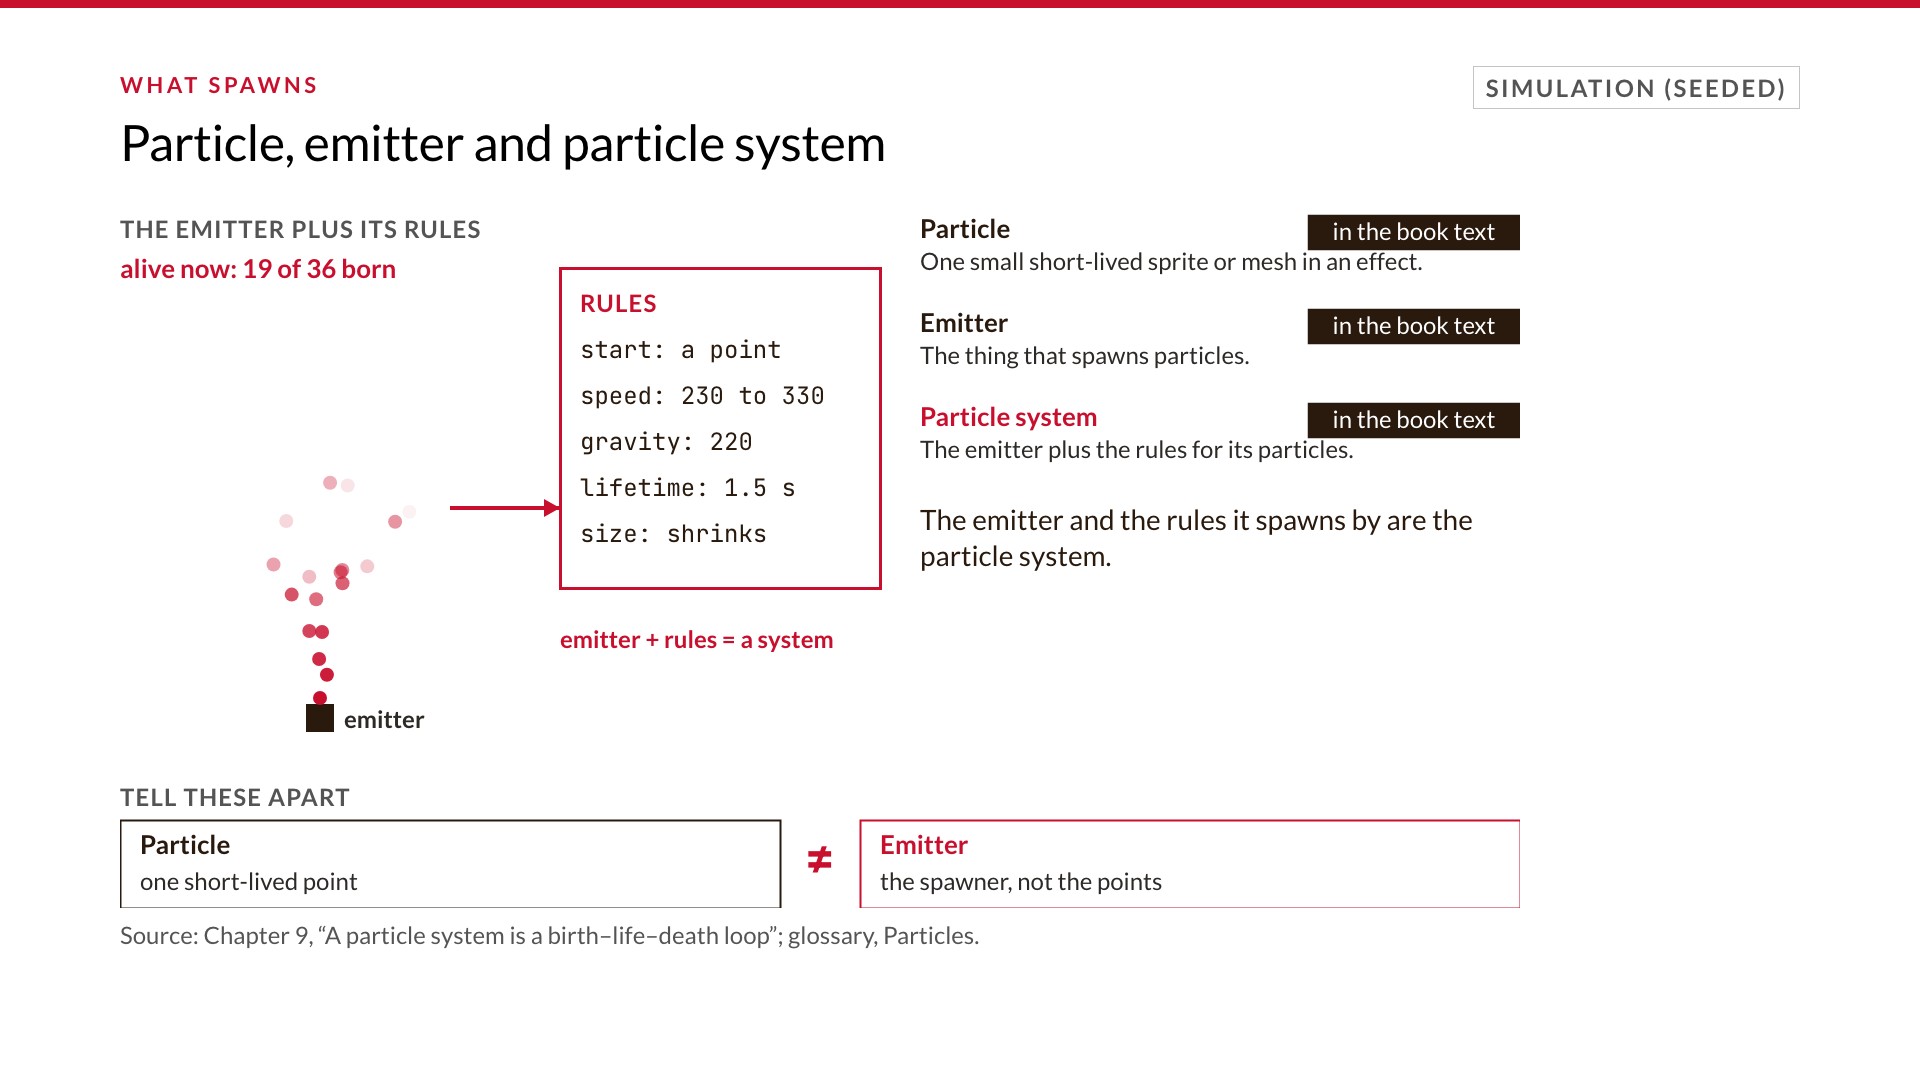 WHAT SPAWNS
SIMULATION (SEEDED)
Particle, emitter and particle system
THE EMITTER PLUS ITS RULES
alive now: 19 of 36 born
RULES
start: a point
speed: 230 to 330
gravity: 220
lifetime: 1.5 s
size: shrinks
emitter + rules = a system
emitter
Particle
in the book text
One small short-lived sprite or mesh in an effect.
Emitter
in the book text
The thing that spawns particles.
Particle system
in the book text
The emitter plus the rules for its particles.
The emitter and the rules it spawns by are the
particle system.
TELL THESE APART
Particle
one short-lived point
≠
Emitter
the spawner, not the points
Source: Chapter 9, “A particle system is a birth–life–death loop”; glossary, Particles.